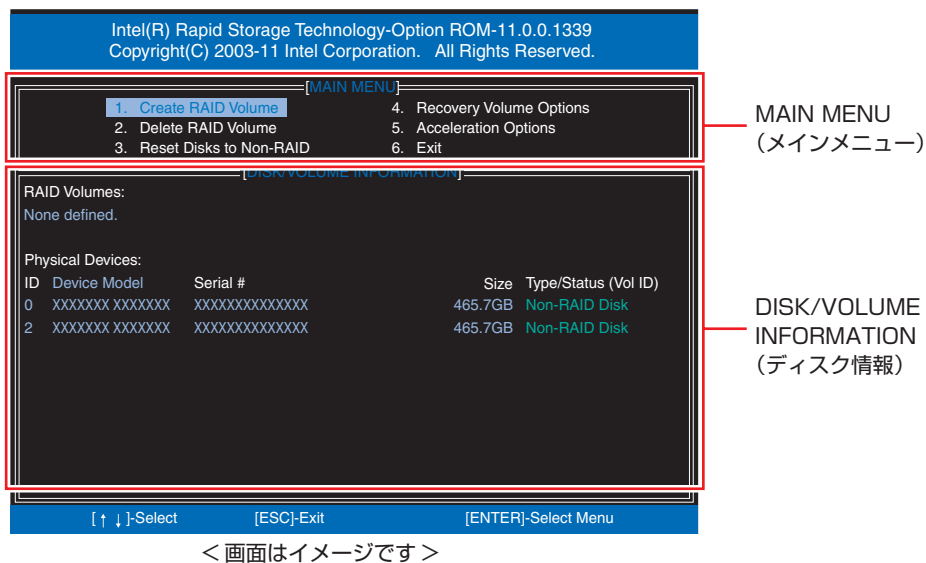 Intel(R) Rapid Storage Technology-Option ROM-11.0.0.1339
Copyright(C) 2003-11 Intel Corporation. All Rights Reserved.
[MAIN MENU]
1. Create RAID Volume
2. Delete RAID Volume
3. Reset Disks to Non-RAID
4. Recovery Volume Options
5. Acceleration Options
6. Exit
MAIN MENU
（メインメニュー）
[DISK/VOLUME INFORMATION]
RAID Volumes:
None defined.
Physical Devices:
ID Device Model Serial # Size Type/Status (Vol ID)
0 XXXXXXX XXXXXXX XXXXXXXXXXXXXX 465.7GB Non-RAID Disk
2 XXXXXXX XXXXXXX XXXXXXXXXXXXXX 465.7GB Non-RAID Disk
DISK/VOLUME
INFORMATION
（ディスク情報）
[↑↓]-Select [ESC]-Exit [ENTER]-Select Menu
＜画面はイメージです＞